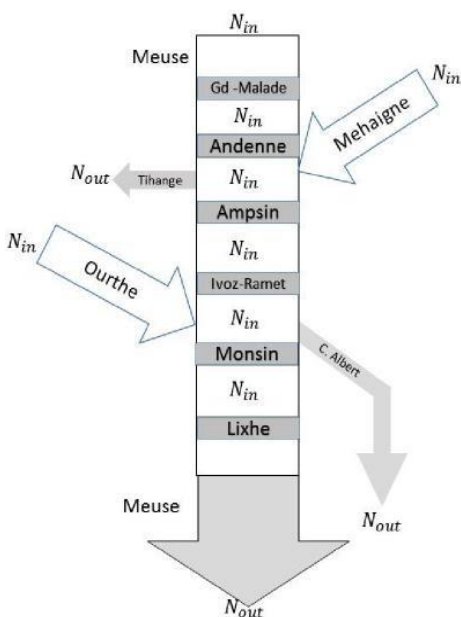 N_in
Meuse
Gd -Malade
N_in
Mehaigne
N_in
Andenne
N_out
Tihange
N_in
Ampsin
N_in
Ourthe
N_in
Ivoz-Ramet
N_in
Monsin
C. Albert
N_in
Lixhe
Meuse
N_out
N_out